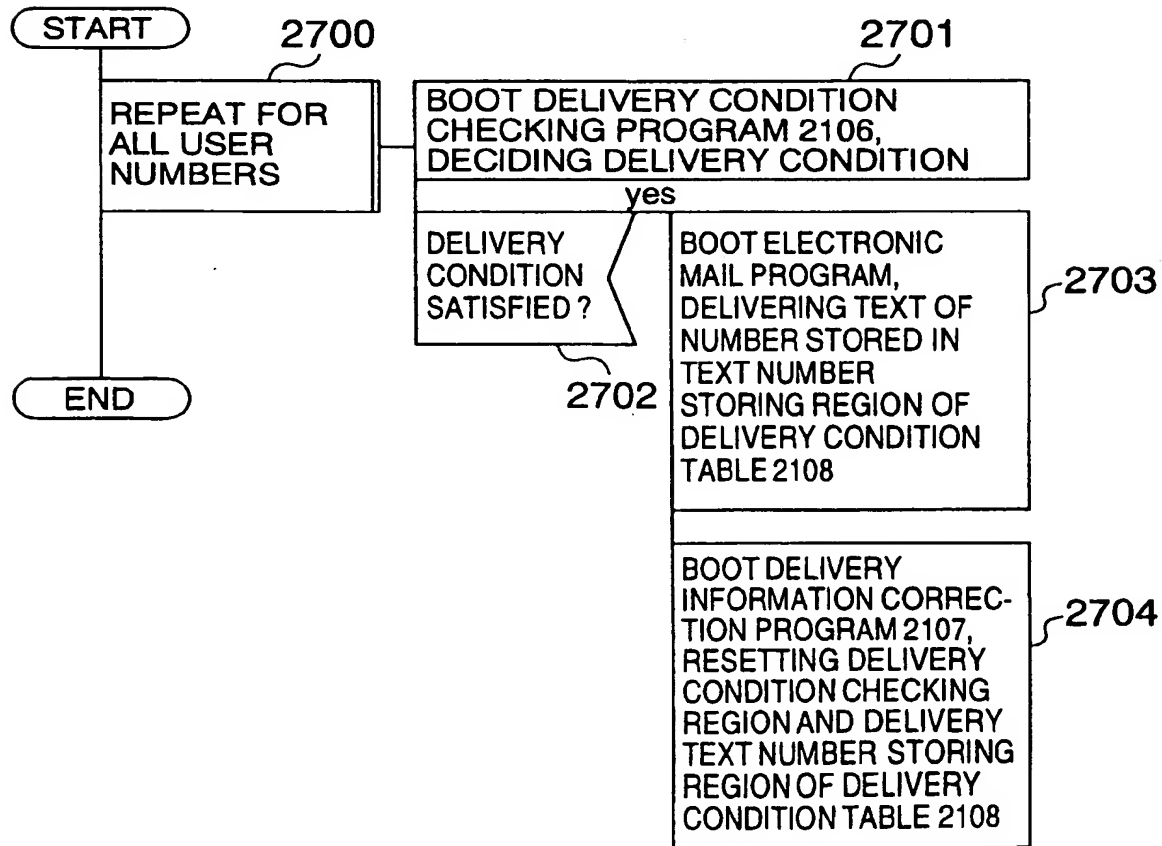 START
2700
REPEAT FOR
ALL USER
NUMBERS
2701
BOOT DELIVERY CONDITION
CHECKING PROGRAM 2106,
DECIDING DELIVERY CONDITION
yes
DELIVERY
CONDITION
SATISFIED ?
2702
BOOT ELECTRONIC
MAIL PROGRAM,
DELIVERING TEXT OF
NUMBER STORED IN
TEXT NUMBER
STORING REGION OF
DELIVERY CONDITION
TABLE 2108
2703
BOOT DELIVERY
INFORMATION CORREC-
TION PROGRAM 2107,
RESETTING DELIVERY
CONDITION CHECKING
REGION AND DELIVERY
TEXT NUMBER STORING
REGION OF DELIVERY
CONDITION TABLE 2108
2704
END